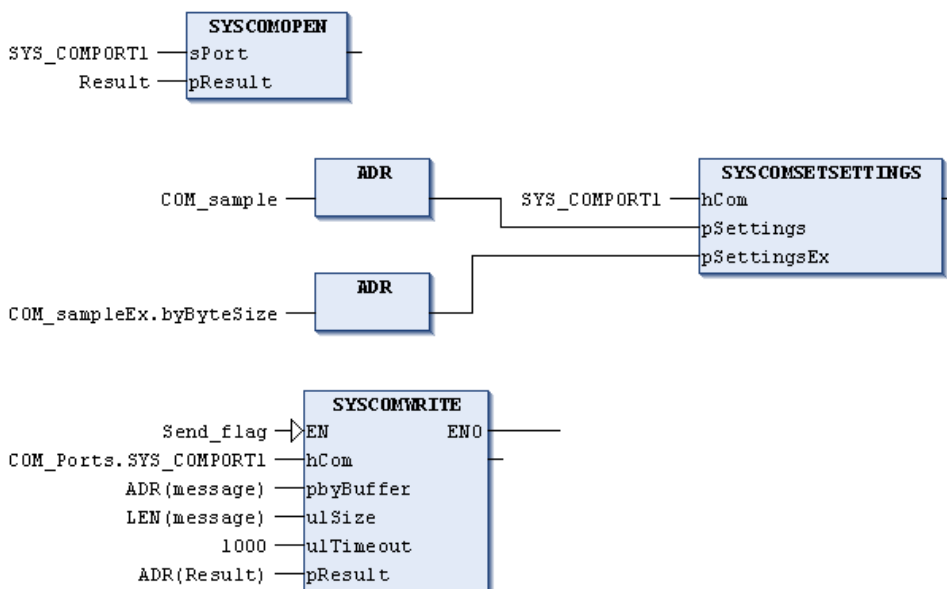 SYSCOMOPEN
SYS_COMPORT1 sPort
Result pResult
ADR SYSCOMSETSETTINGS
COM_sample SYS_COMPORT1 hCom
pSettings
pSettingsEx
ADR
COM_sampleEx.byByteSize
SYSCOMWRITE
Send_flag EN ENO
COM_Ports.SYS_COMPORT1 hCom
ADR(message) pbyBuffer
LEN(message) ulSize
1000 ulTimeout
ADR(Result) pResult